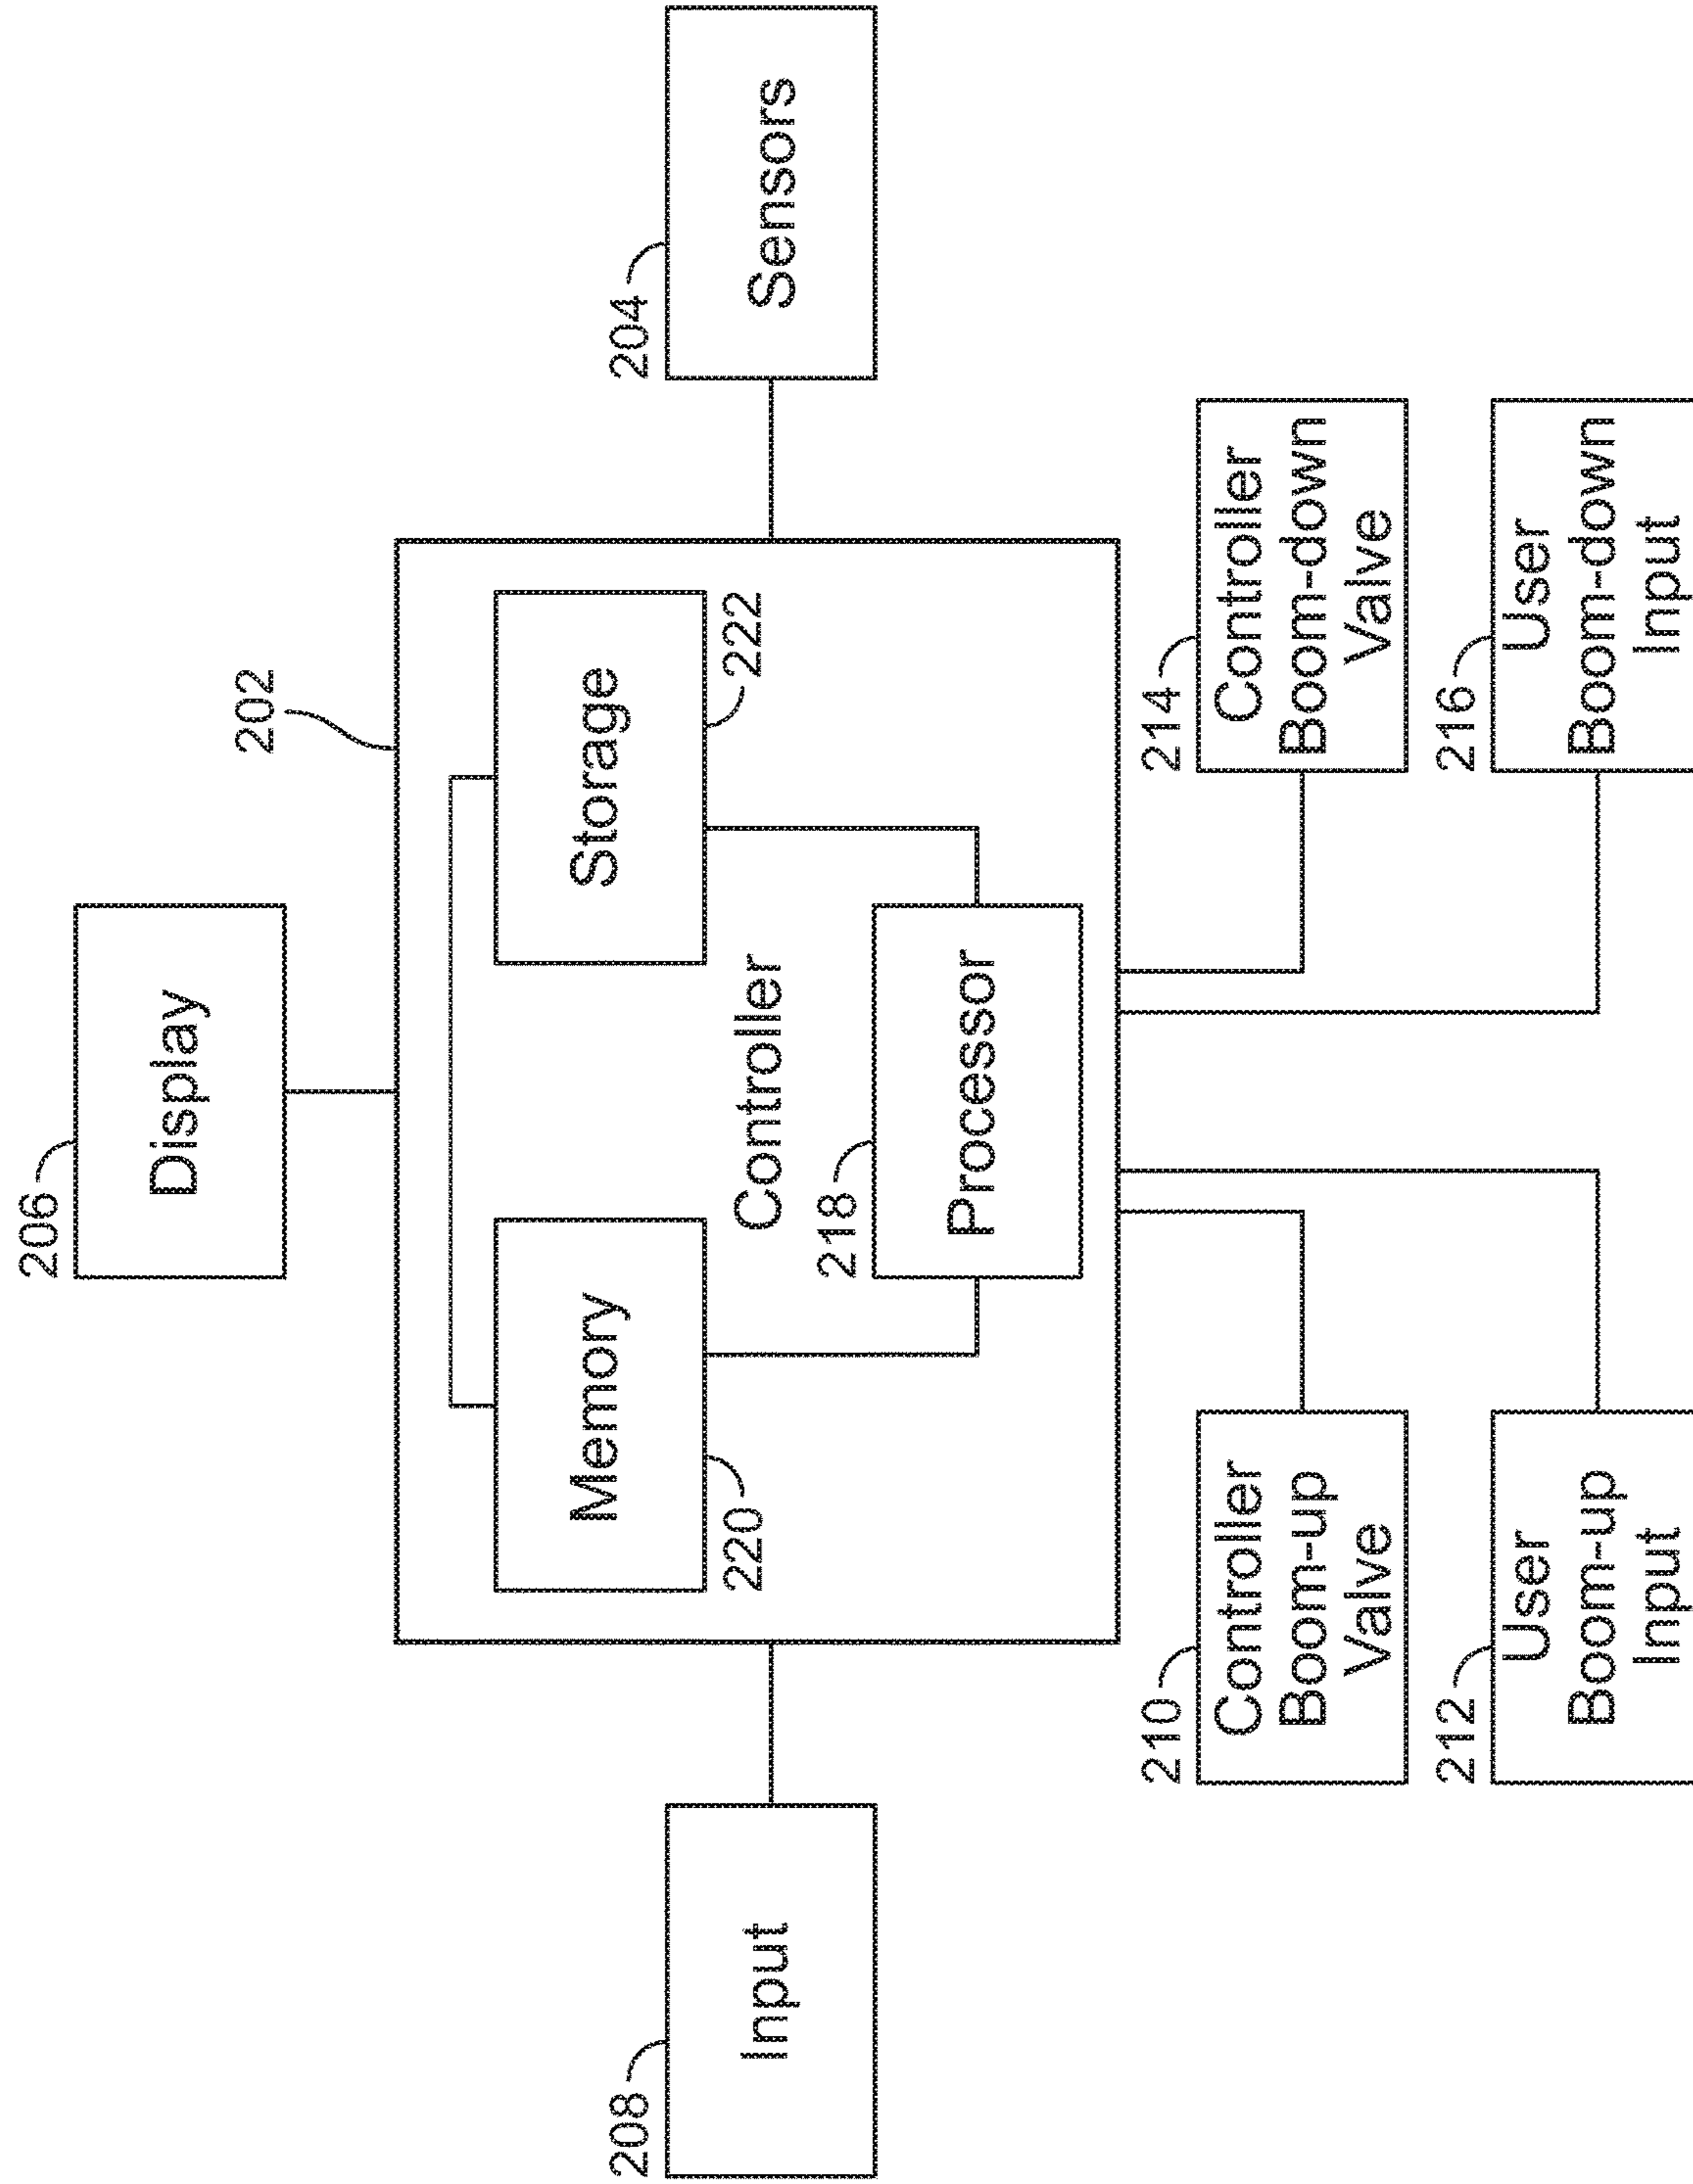 206
Display
202
208
Input
204
Sensors
Memory
220
Storage
222
Controller
218
Processor
210
Controller
Boom-up
Valve
214
Controller
Boom-down
Valve
212
User
Boom-up
Input
216
User
Boom-down
Input